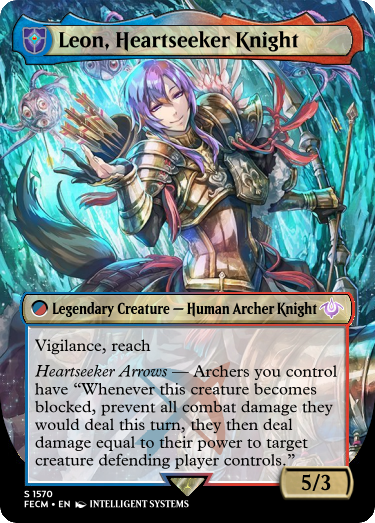 Leon, Heartseeker Knight
Legendary Creature — Human Archer Knight
Vigilance, reach
Heartseeker Arrows — Archers you control
have “Whenever this creature becomes
blocked, prevent all combat damage they
would deal this turn, they then deal
damage equal to their power to target
creature defending player controls.”
5/3
S 1570
FECM • EN INTELLIGENT SYSTEMS